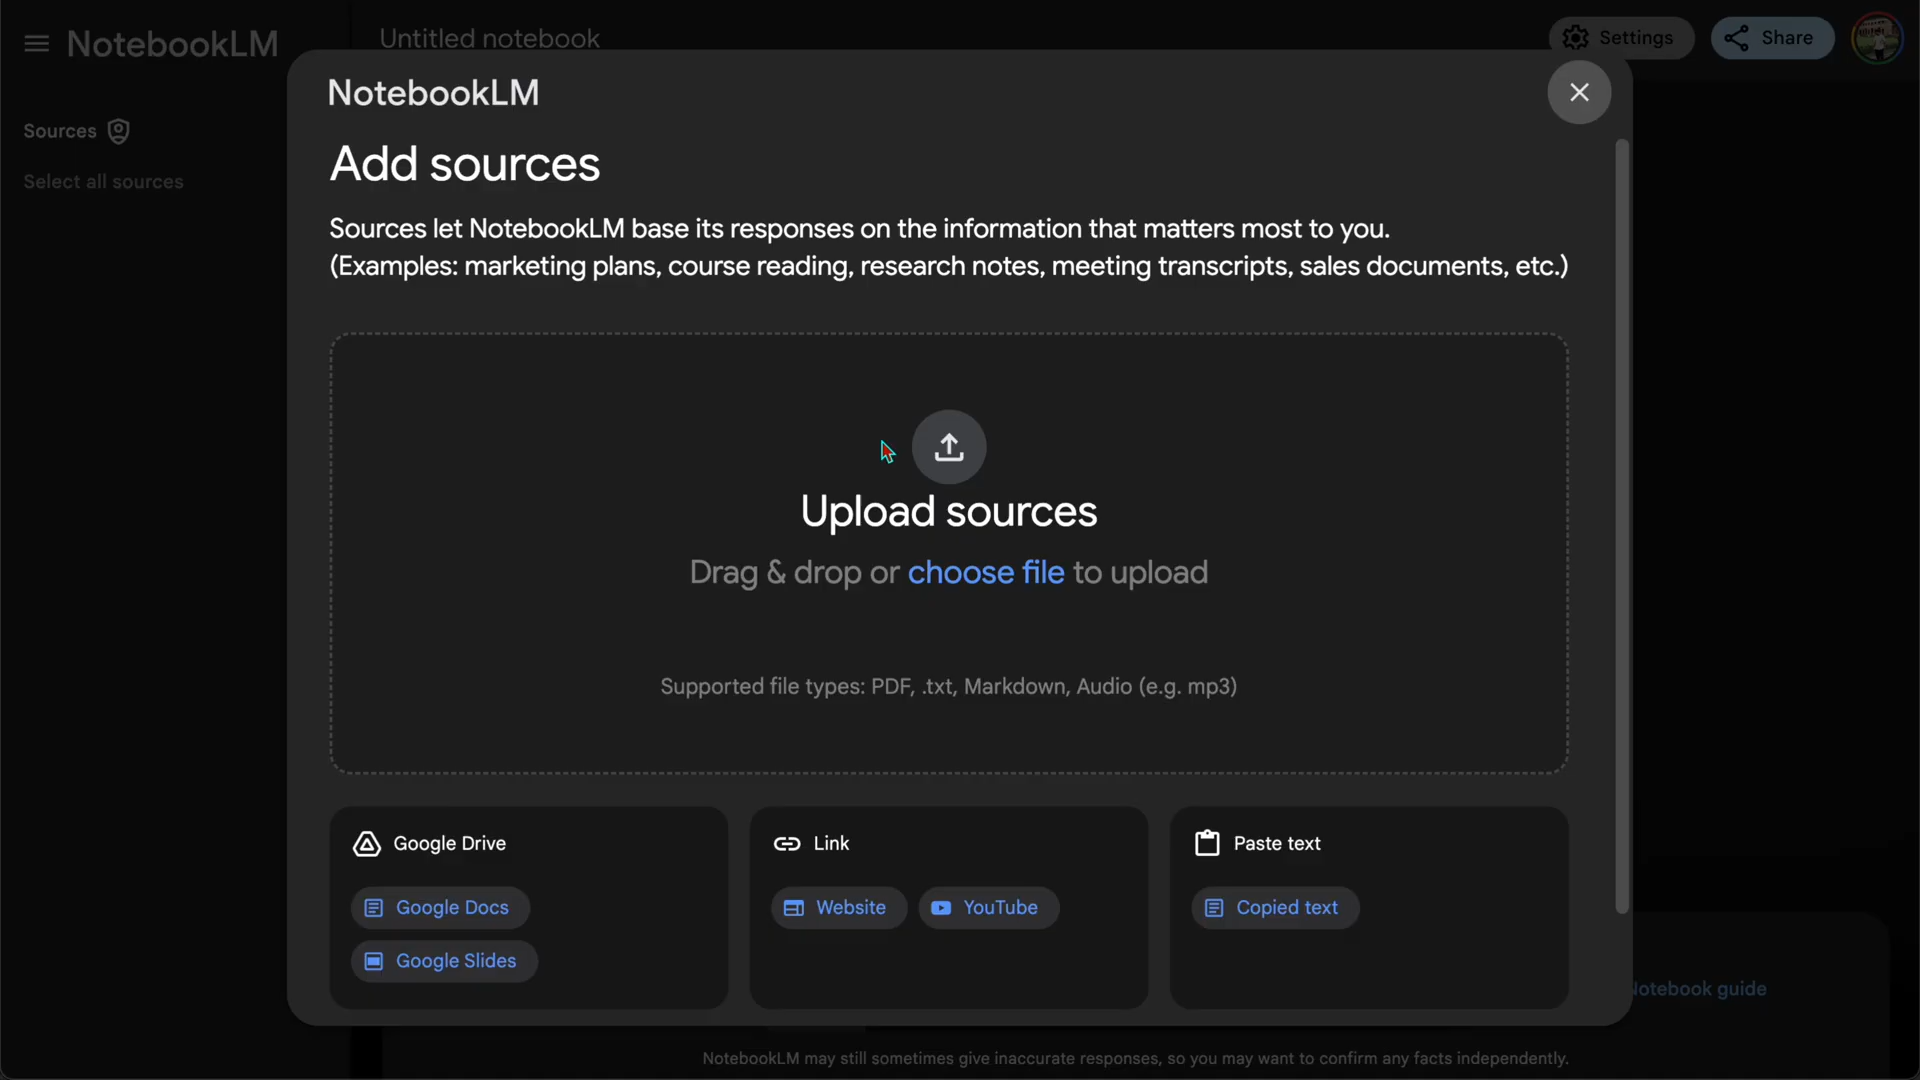 NotebookLM
Untitled notebook
Settings
Share
Sources
Select all sources
NotebookLM
Add sources
Sources let NotebookLM base its responses on the information that matters most to you.
(Examples: marketing plans, course reading, research notes, meeting transcripts, sales documents, etc.)
Upload sources
Drag & drop or choose file to upload
Supported file types: PDF, .txt, Markdown, Audio (e.g. mp3)
Google Drive
Google Docs
Google Slides
Link
Website
YouTube
Paste text
Copied text
Notebook guide
NotebookLM may still sometimes give inaccurate responses, so you may want to confirm any facts independently.